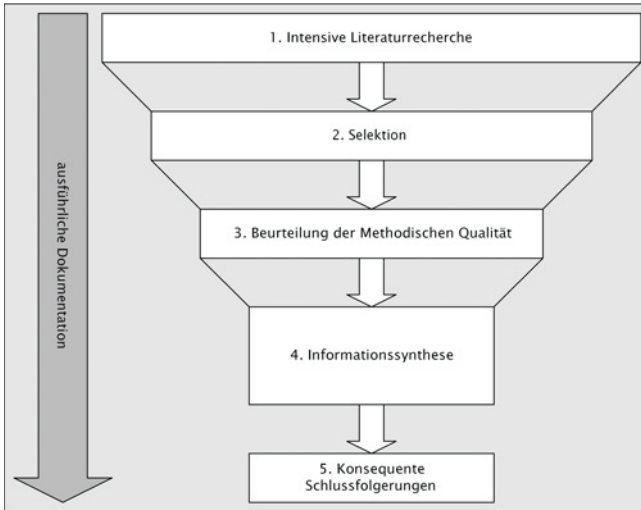 1. Intensive Literaturrecherche
2. Selektion
3. Beurteilung der Methodischen Qualität
4. Informationssynthese
5. Konsequente
Schlussfolgerungen
ausführliche Dokumentation